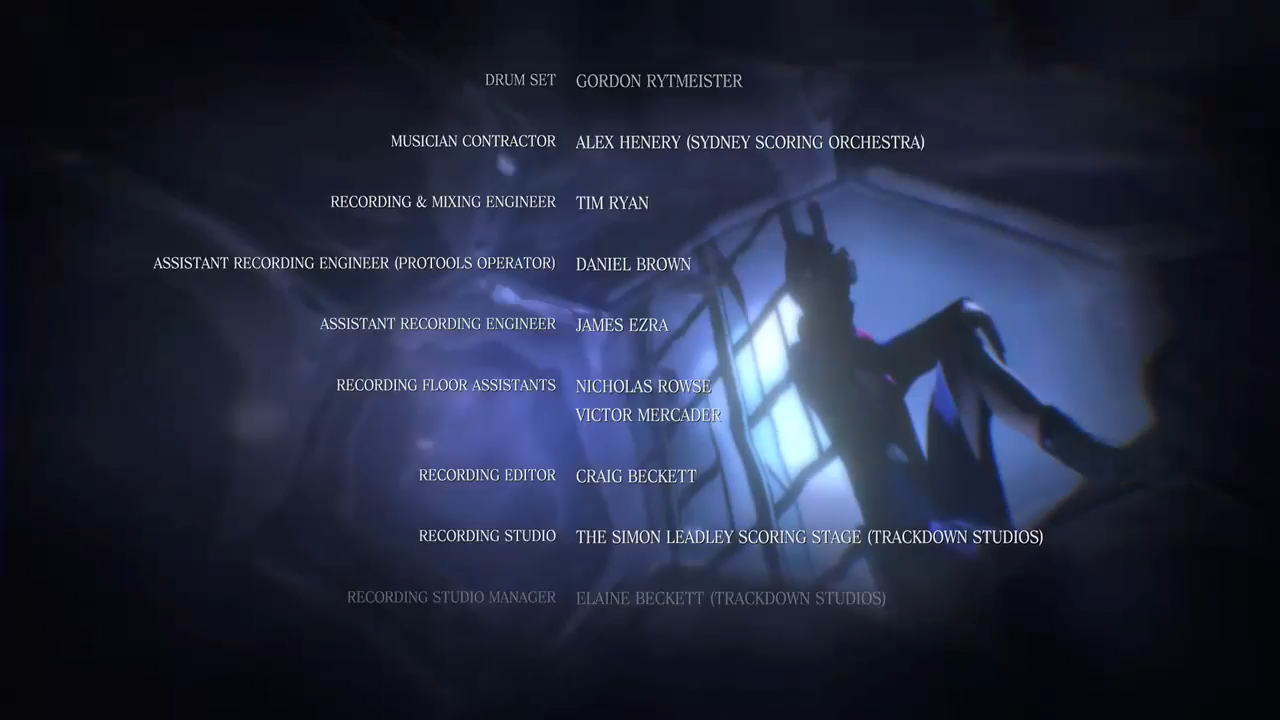 DRUM SET GORDON RYTMEISTER
MUSICIAN CONTRACTOR ALEX HENERY (SYDNEY SCORING ORCHESTRA)
RECORDING & MIXING ENGINEER TIM RYAN
ASSISTANT RECORDING ENGINEER (PROTOOLS OPERATOR) DANIEL BROWN
ASSISTANT RECORDING ENGINEER JAMES EZRA
RECORDING FLOOR ASSISTANTS NICHOLAS ROWSE
VICTOR MERCADER
RECORDING EDITOR CRAIG BECKETT
RECORDING STUDIO THE SIMON LEADLEY SCORING STAGE (TRACKDOWN STUDIOS)
RECORDING STUDIO MANAGER ELAINE BECKETT (TRACKDOWN STUDIOS)